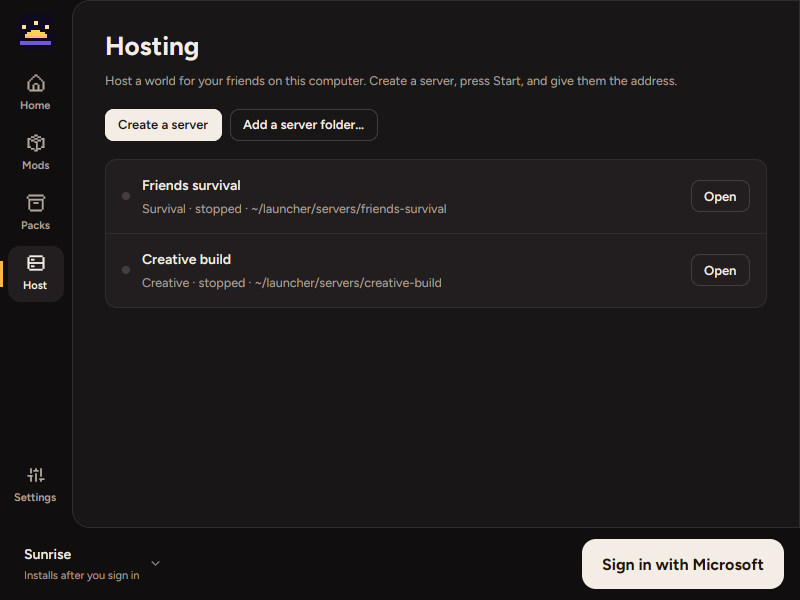 Hosting
Host a world for your friends on this computer. Create a server, press Start, and give them the address.
Create a server
Add a server folder...
Friends survival
Survival · stopped · ~/launcher/servers/friends-survival
Open
Creative build
Creative · stopped · ~/launcher/servers/creative-build
Open
Home
Mods
Packs
Host
Settings
Sunrise
Installs after you sign in
Sign in with Microsoft